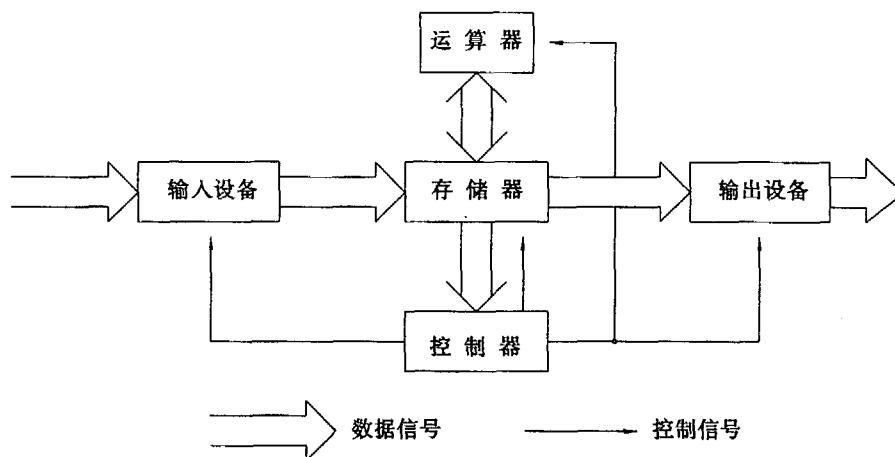 运算器
输入设备
存储器
输出设备
控制器
数据信号
控制信号